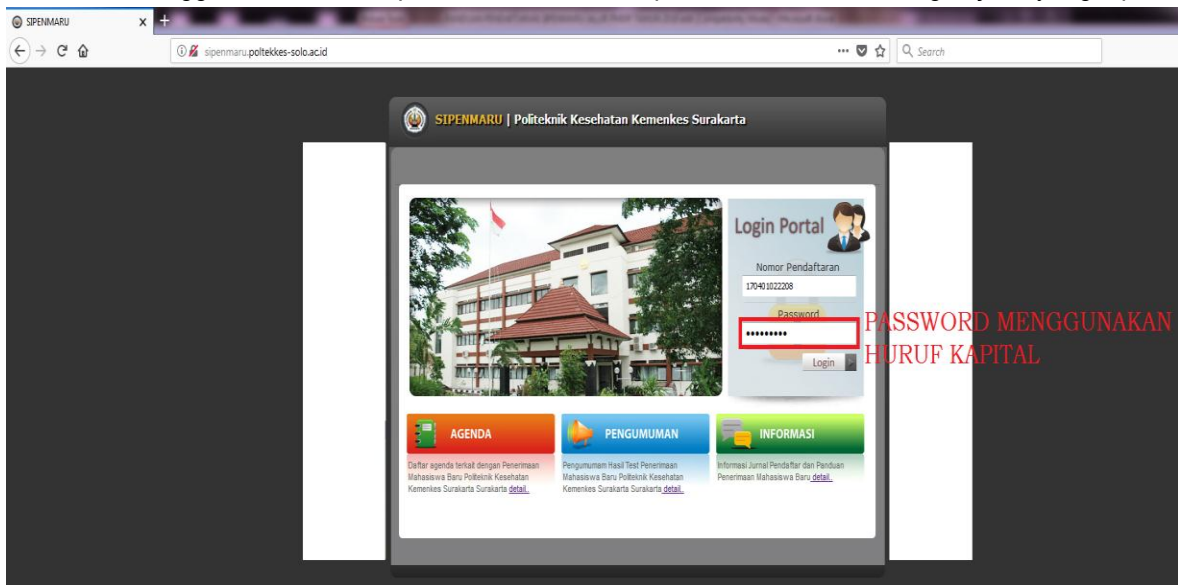 SIPENMARU
sipenmaru.poltekkes-solo.ac.id
Search
SIPENMARU | Politeknik Kesehatan Kemenkes Surakarta
Login Portal
Nomor Pendaftaran
170401022208
Password
•••••••••
Login
PASSWORD MENGGUNAKAN
HURUF KAPITAL
AGENDA
Daftar agenda terkait dengan Penerimaan
Mahasiswa Baru Politeknik Kesehatan
Kemenkes Surakarta Surakarta detail..
PENGUMUMAN
Pengumuman Hasil Test Penerimaan
Mahasiswa Baru Politeknik Kesehatan
Kemenkes Surakarta Surakarta detail..
INFORMASI
Informasi Jurnal Pendaftar dan Panduan
Penerimaan Mahasiswa Baru detail..